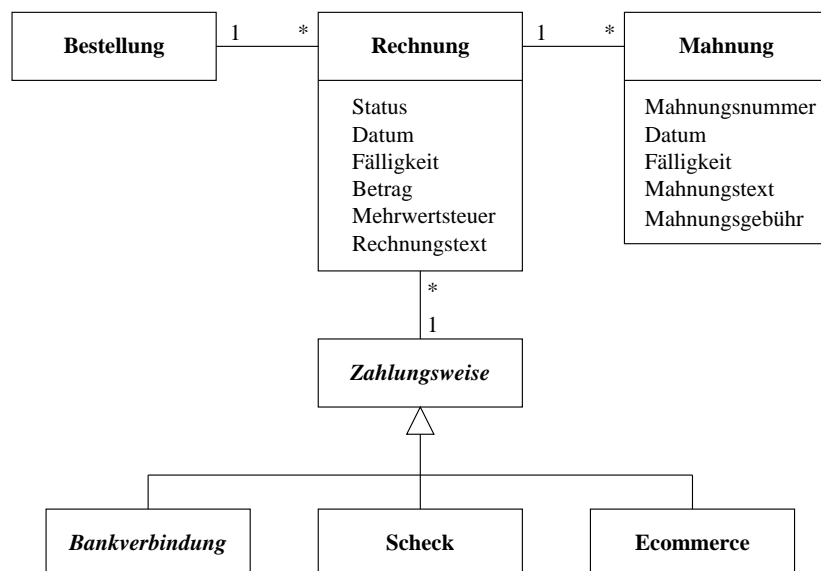 Bestellung
1
*
Rechnung
1
*
Mahnung
Status
Datum
Fälligkeit
Betrag
Mehrwertsteuer
Rechnungstext
Mahnungsnummer
Datum
Fälligkeit
Mahnungstext
Mahnungsgebühr
*
1
Zahlungsweise
Bankverbindung
Scheck
Ecommerce